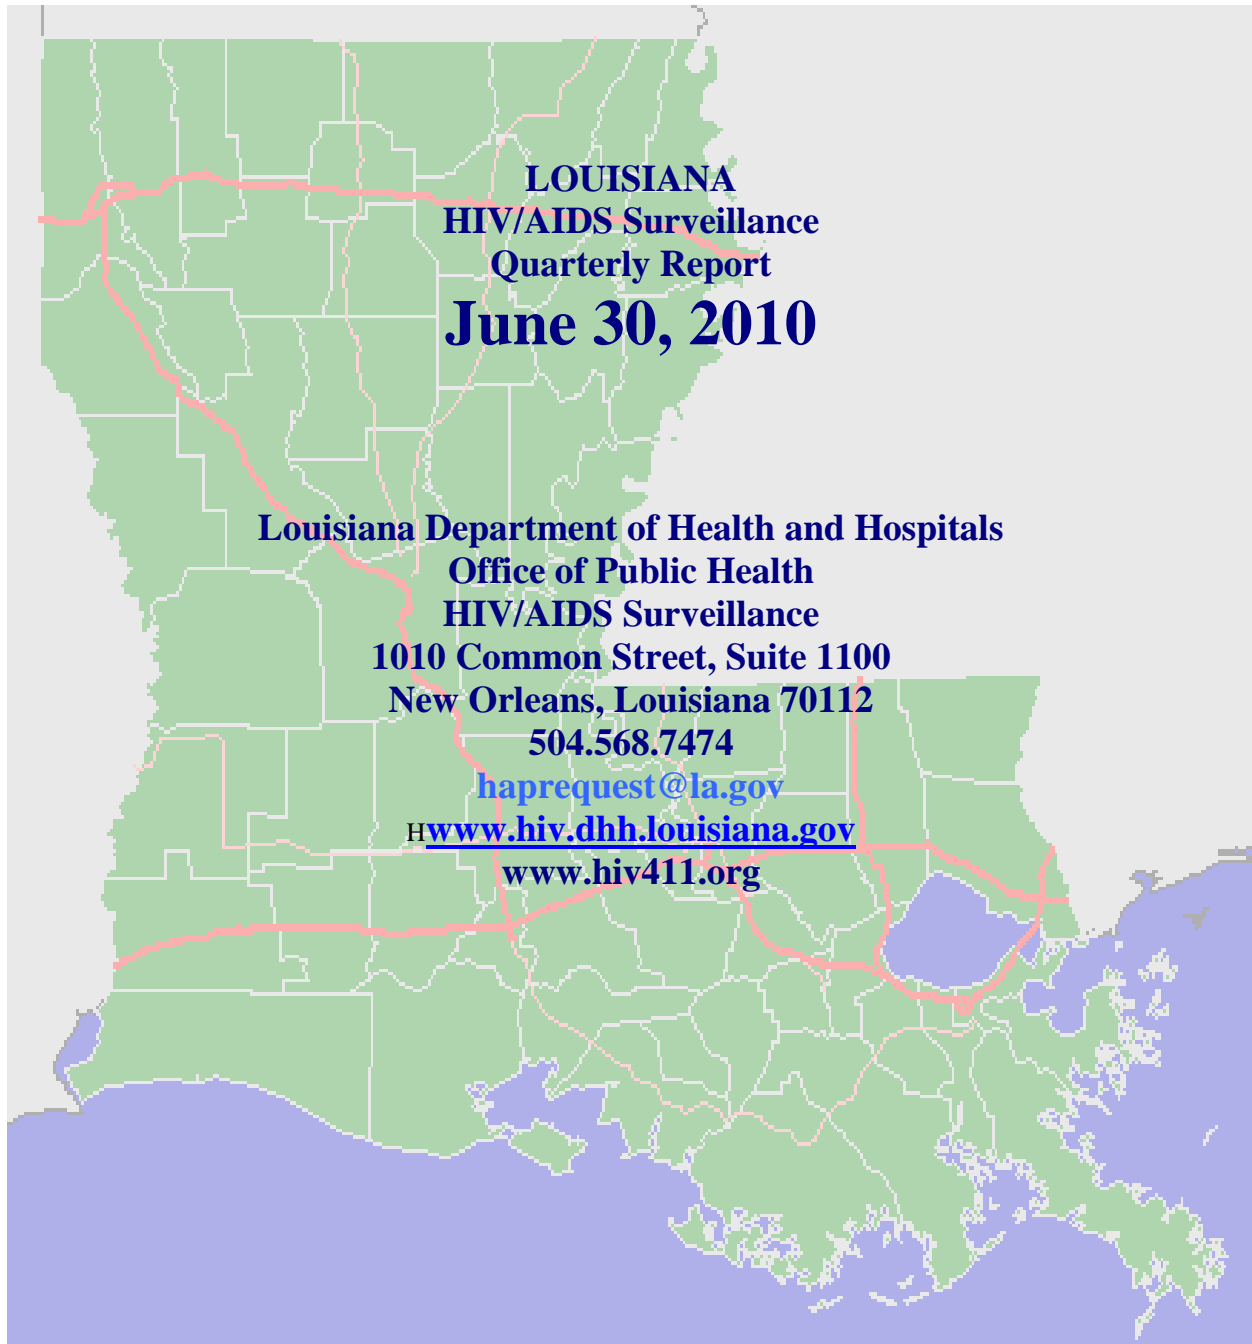 LOUISIANA
HIV/AIDS Surveillance
Quarterly Report
June 30, 2010
Louisiana Department of Health and Hospitals
Office of Public Health
HIV/AIDS Surveillance
1010 Common Street, Suite 1100
New Orleans, Louisiana 70112
504.568.7474
haprequest@la.gov
Hwww.hiv.dhh.louisiana.gov
www.hiv411.org